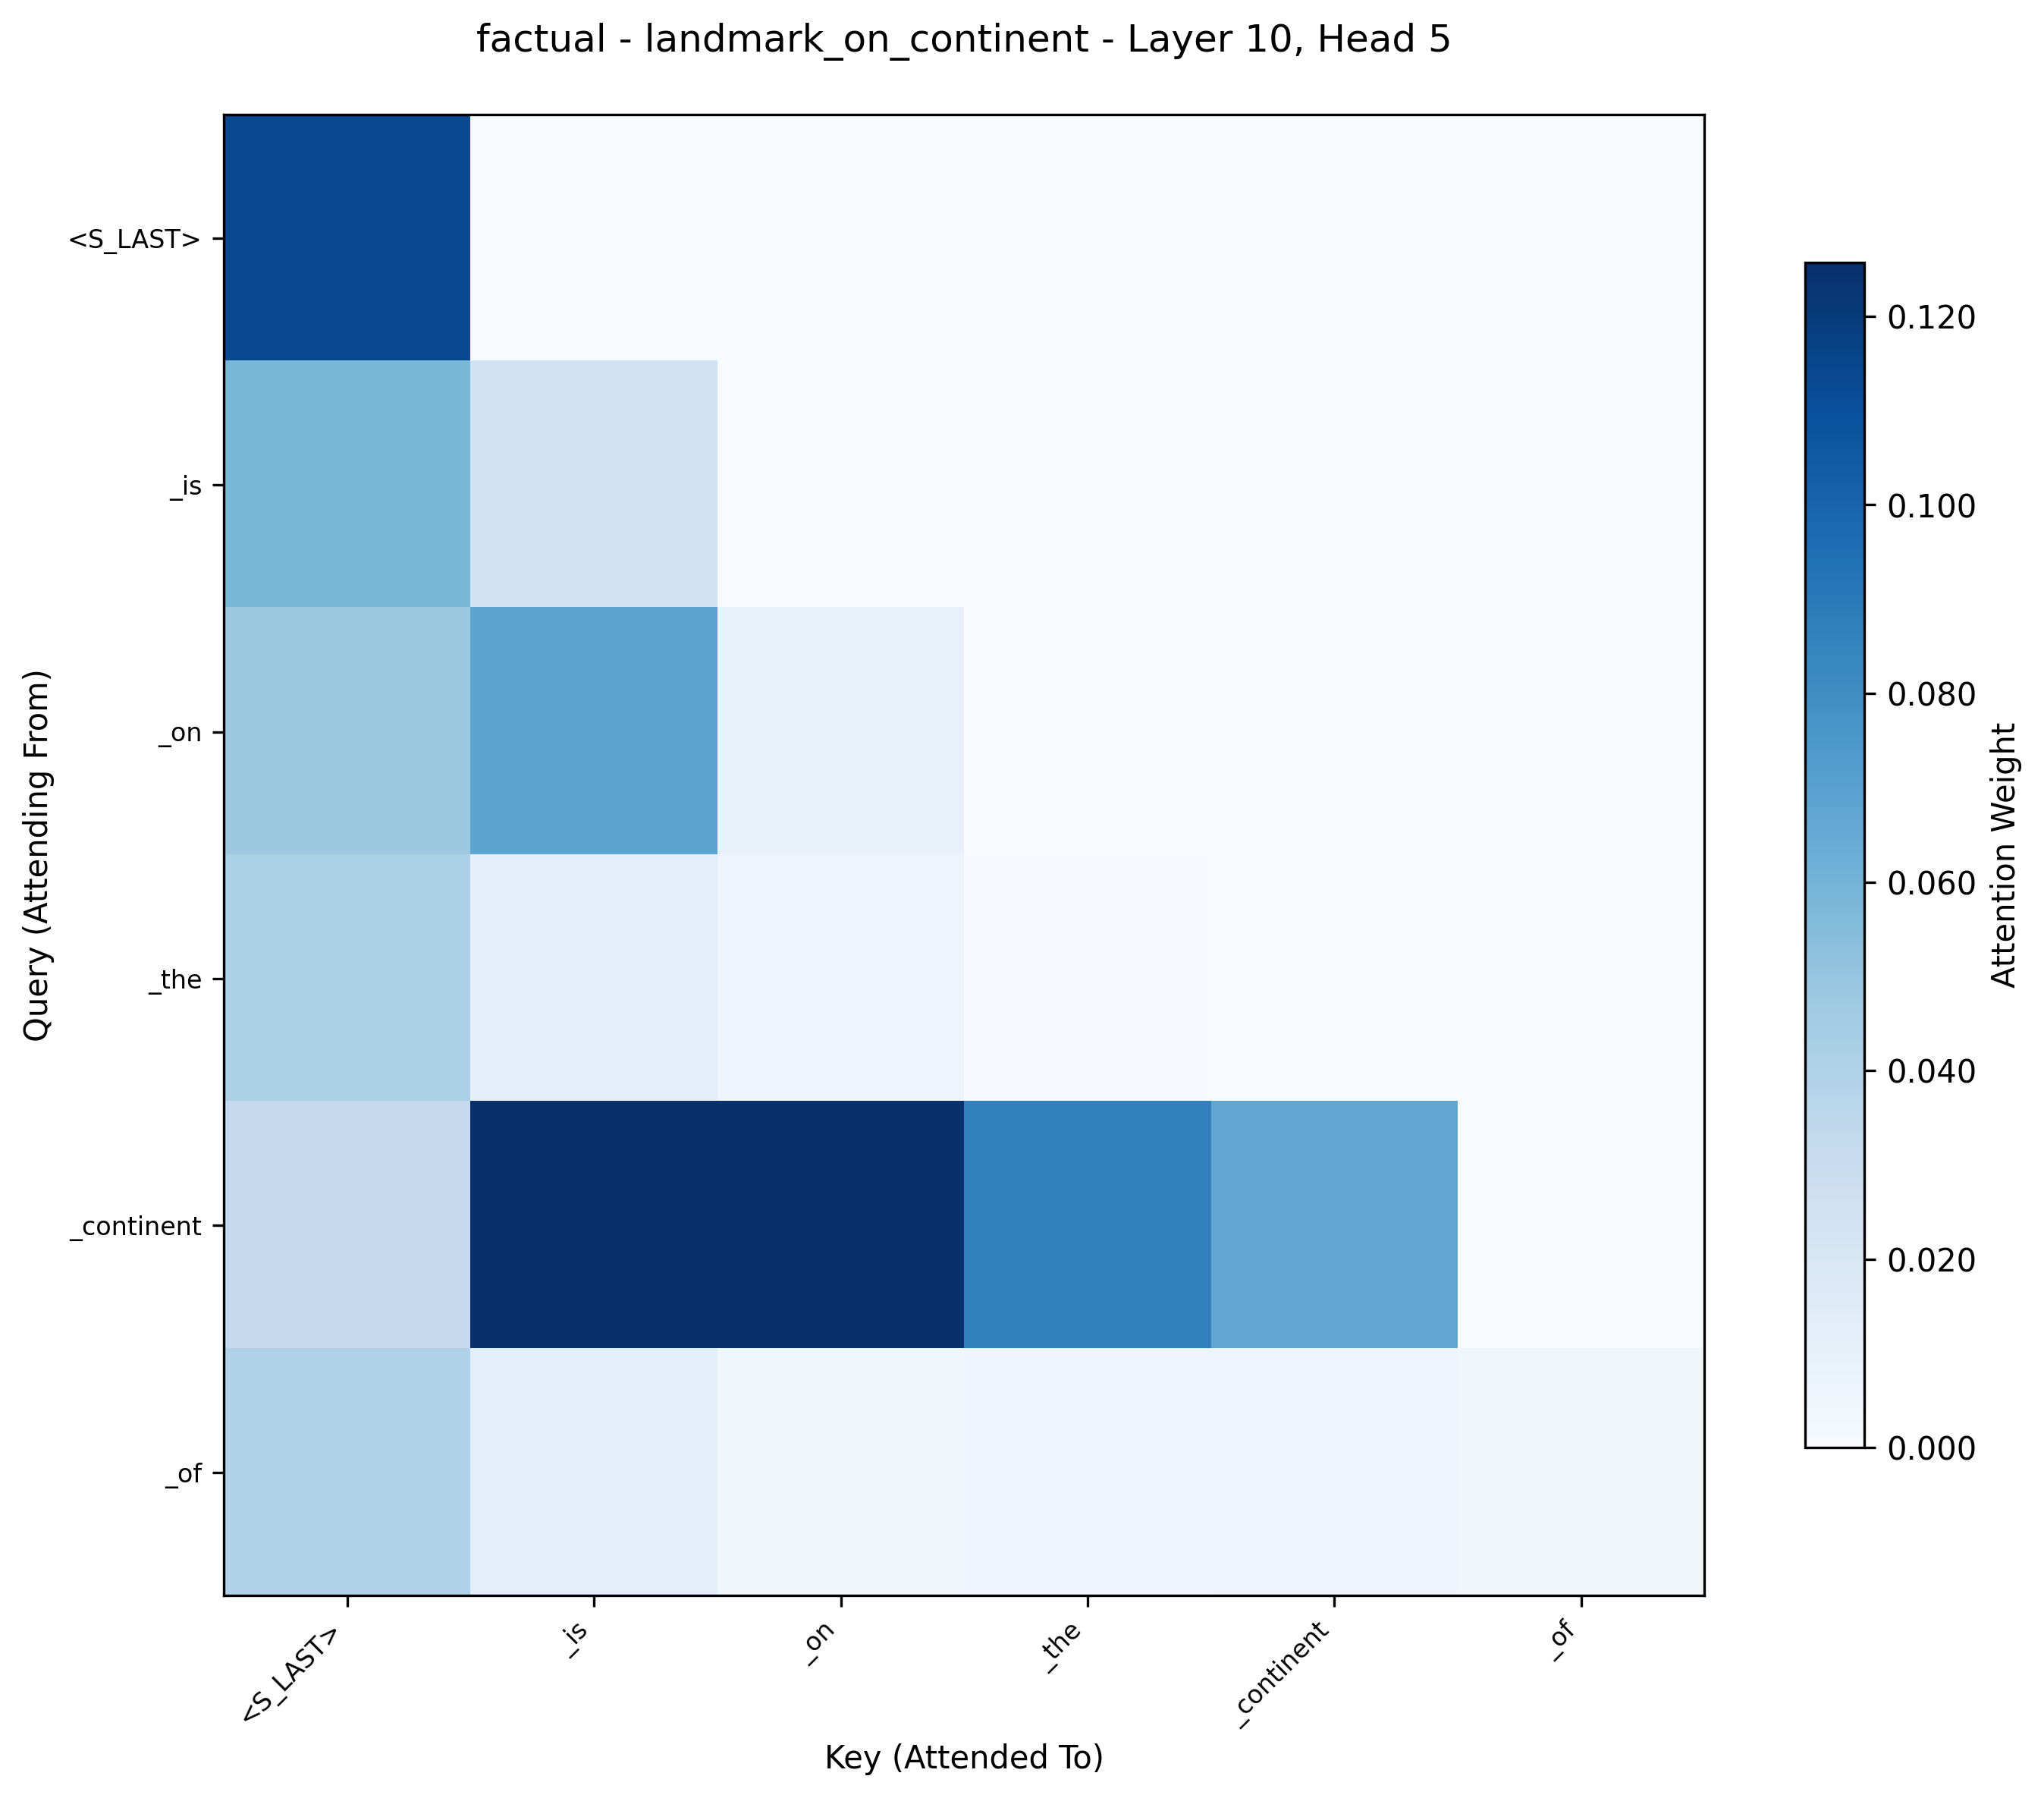 factual - landmark_on_continent - Layer 10, Head 5
Query (Attending From)
<S_LAST>
_is
_on
_the
_continent
_of
<S_LAST>
_is
_on
_the
_continent
_of
Key (Attended To)
0.120
0.100
0.080
0.060
0.040
0.020
0.000
Attention Weight